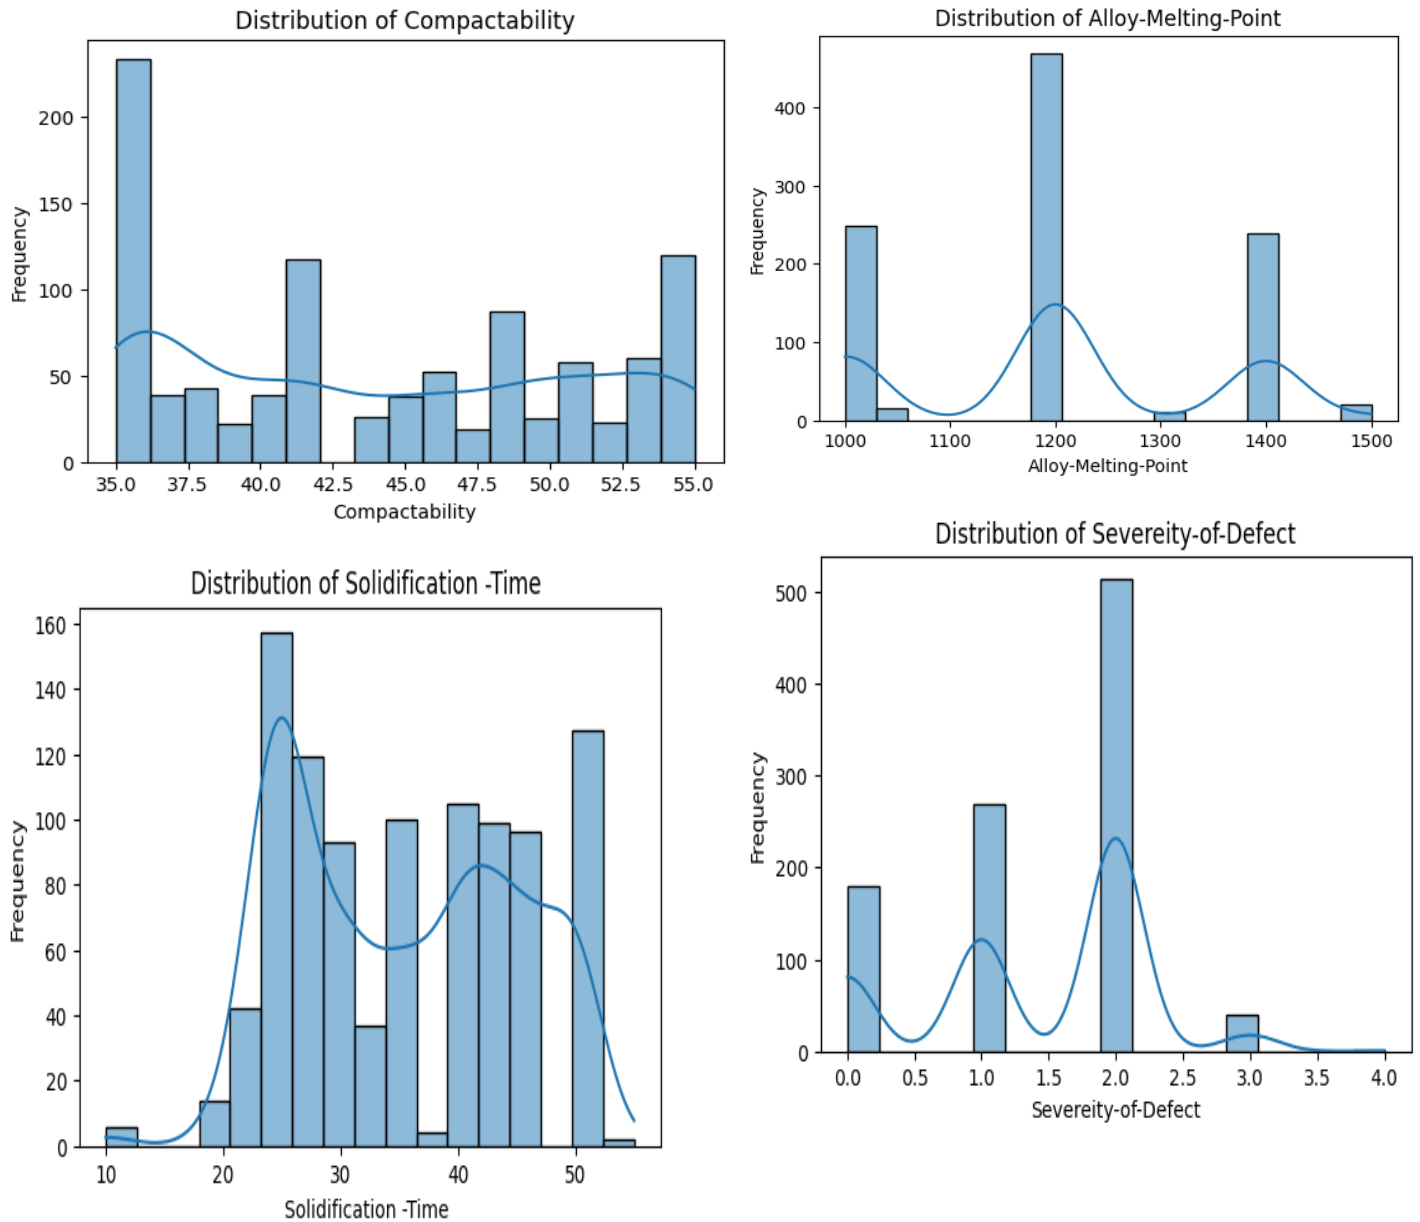 Distribution of Compactability
Frequency
200
150
100
50
0
35.0 37.5 40.0 42.5 45.0 47.5 50.0 52.5 55.0
Compactability
Distribution of Alloy-Melting-Point
Frequency
400
300
200
100
0
1000 1100 1200 1300 1400 1500
Alloy-Melting-Point
Distribution of Solidification -Time
Frequency
160
140
120
100
80
60
40
20
0
10 20 30 40 50
Solidification -Time
Distribution of Severeity-of-Defect
Frequency
500
400
300
200
100
0
0.0 0.5 1.0 1.5 2.0 2.5 3.0 3.5 4.0
Severeity-of-Defect